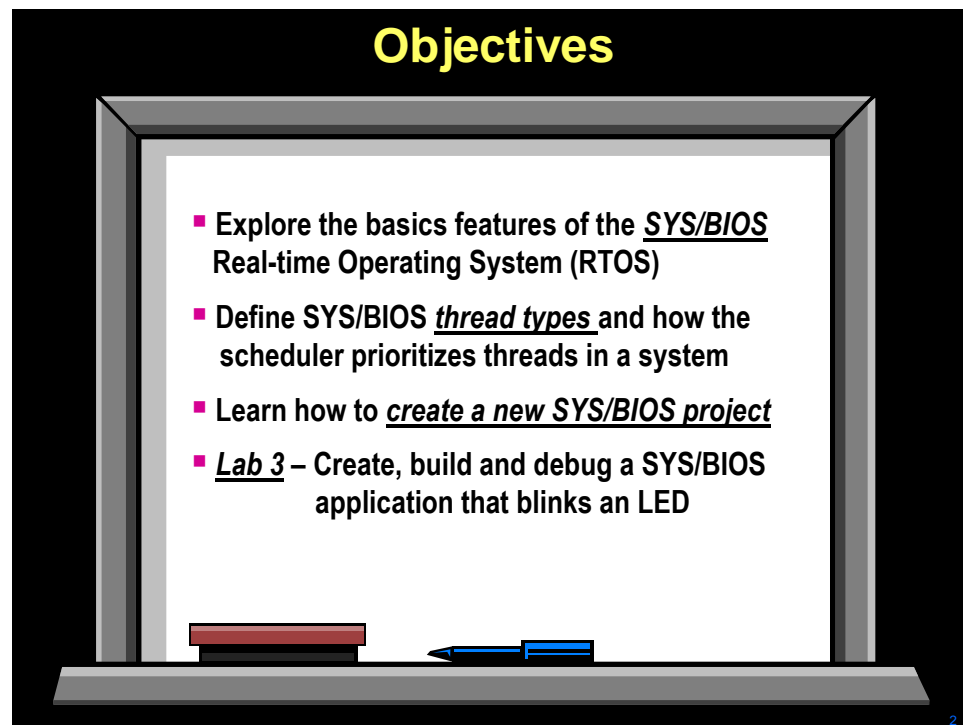 Objectives
▪ Explore the basics features of the SYS/BIOS
Real-time Operating System (RTOS)
▪ Define SYS/BIOS thread types and how the
scheduler prioritizes threads in a system
▪ Learn how to create a new SYS/BIOS project
▪ Lab 3 – Create, build and debug a SYS/BIOS
application that blinks an LED
2